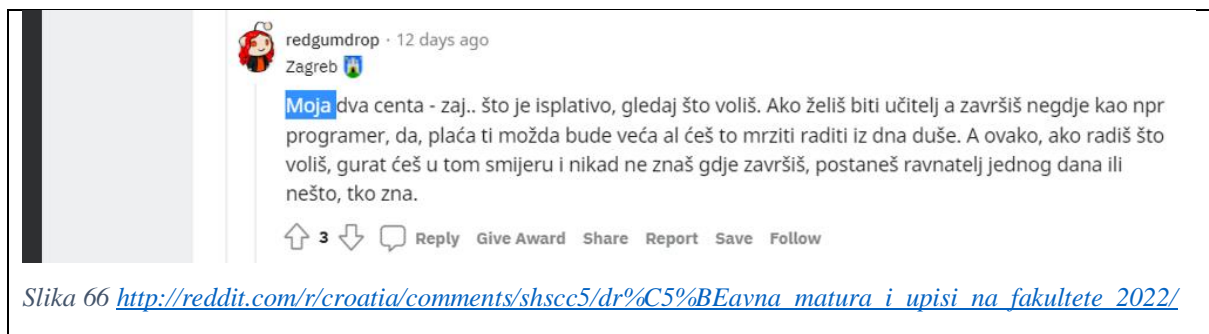 redgumdrop · 12 days ago
Zagreb
Moja dva centa - zaj.. što je isplativo, gledaj što voliš. Ako želiš biti učitelj a završiš negdje kao npr
programer, da, plaća ti možda bude veća al ćeš to mrziti raditi iz dna duše. A ovako, ako radiš što
voliš, gurat ćeš u tom smijeru i nikad ne znaš gdje završiš, postaneš ravnatelj jednog dana ili
nešto, tko zna.
3 Reply Give Award Share Report Save Follow
Slika 66 http://reddit.com/r/croatia/comments/shscc5/dr%C5%BEavna_matura_i_upisi_na_fakultete_2022/